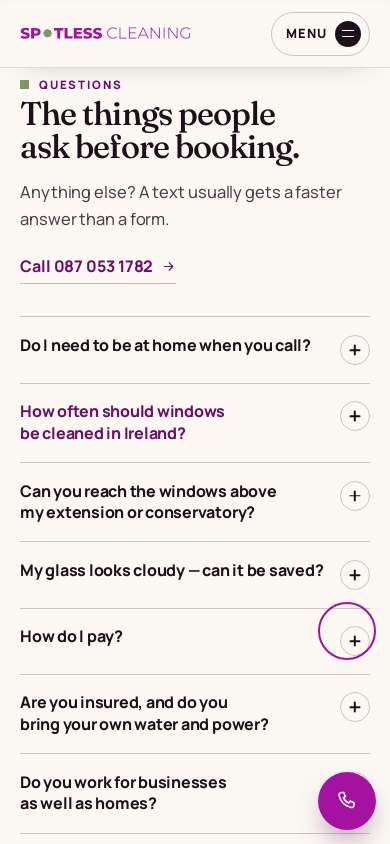 SPOTLESS CLEANING
MENU
QUESTIONS
The things people
ask before booking.
Anything else? A text usually gets a faster
answer than a form.
Call 087 053 1782 →
Do I need to be at home when you call?
How often should windows
be cleaned in Ireland?
Can you reach the windows above
my extension or conservatory?
My glass looks cloudy — can it be saved?
How do I pay?
Are you insured, and do you
bring your own water and power?
Do you work for businesses
as well as homes?